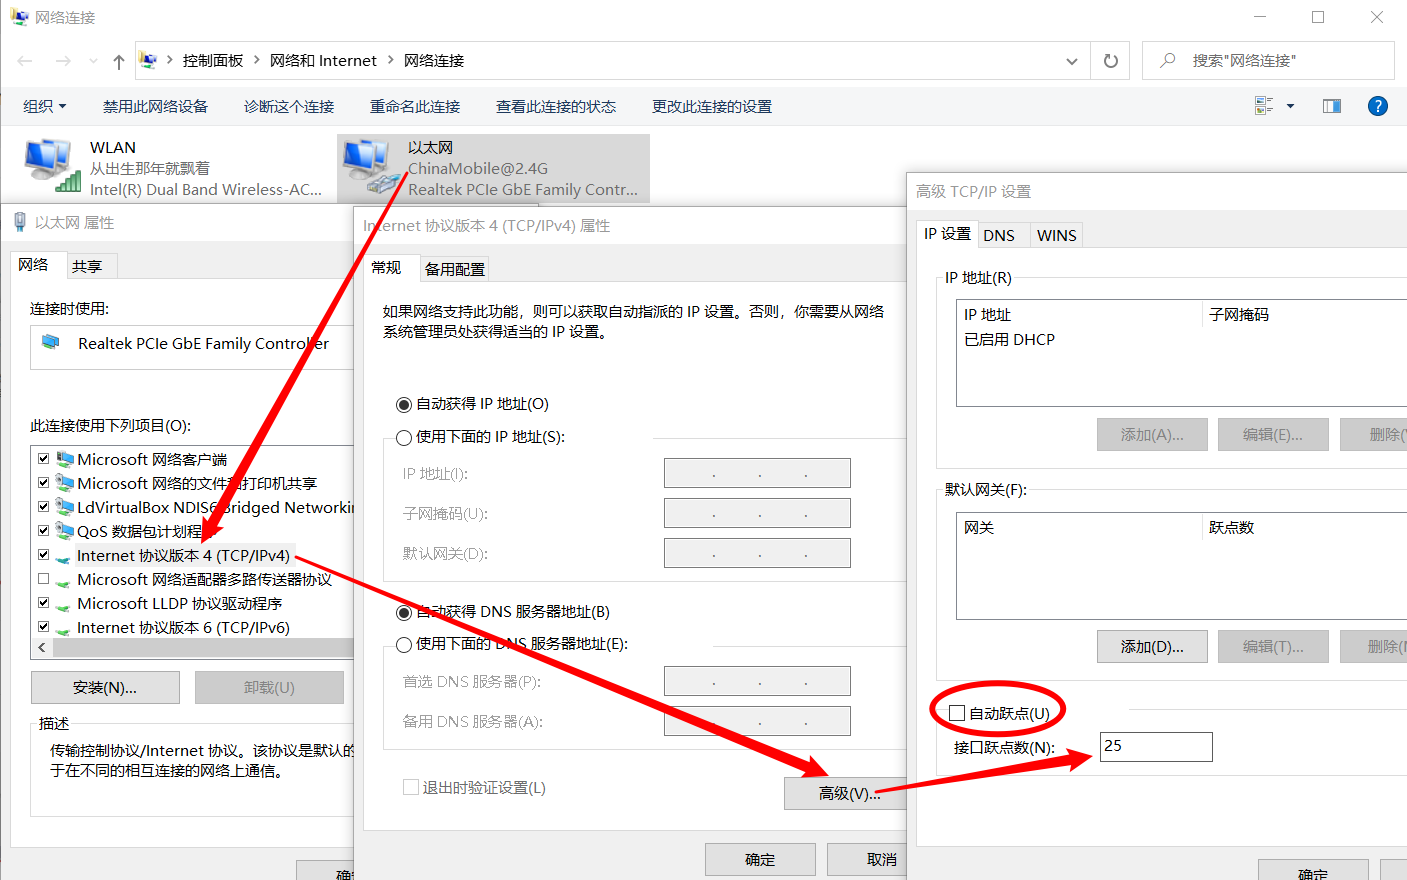 网络连接
控制面板 > 网络和 Internet > 网络连接
搜索"网络连接"
组织
禁用此网络设备
诊断这个连接
重命名此连接
查看此连接的状态
更改此连接的设置
WLAN
从出生那年就飘着
Intel(R) Dual Band Wireless-AC...
以太网
ChinaMobile@2.4G
Realtek PCIe GbE Family Contr...
以太网 属性
网络
共享
连接时使用:
Realtek PCIe GbE Family Controller
此连接使用下列项目(O):
Microsoft 网络客户端
Microsoft 网络的文件和打印机共享
LdVirtualBox NDIS6 Bridged Networkin
QoS 数据包计划程序
Internet 协议版本 4 (TCP/IPv4)
Microsoft 网络适配器多路传送器协议
Microsoft LLDP 协议驱动程序
Internet 协议版本 6 (TCP/IPv6)
安装(N)...
卸载(U)
描述
传输控制协议/Internet 协议。该协议是默认的
于在不同的相互连接的网络上通信。
Internet 协议版本 4 (TCP/IPv4) 属性
常规
备用配置
如果网络支持此功能，则可以获取自动指派的 IP 设置。否则，你需要从网络
系统管理员处获得适当的 IP 设置。
自动获得 IP 地址(O)
使用下面的 IP 地址(S):
IP 地址(I):
子网掩码(U):
默认网关(D):
自动获得 DNS 服务器地址(B)
使用下面的 DNS 服务器地址(E):
首选 DNS 服务器(P):
备用 DNS 服务器(A):
退出时验证设置(L)
高级(V)...
确定
取消
高级 TCP/IP 设置
IP 设置
DNS
WINS
IP 地址(R)
IP 地址
子网掩码
已启用 DHCP
添加(A)...
编辑(E)...
删除(
默认网关(F):
网关
跃点数
添加(D)...
编辑(T)...
删除(
自动跃点(U)
接口跃点数(N):
25
确定